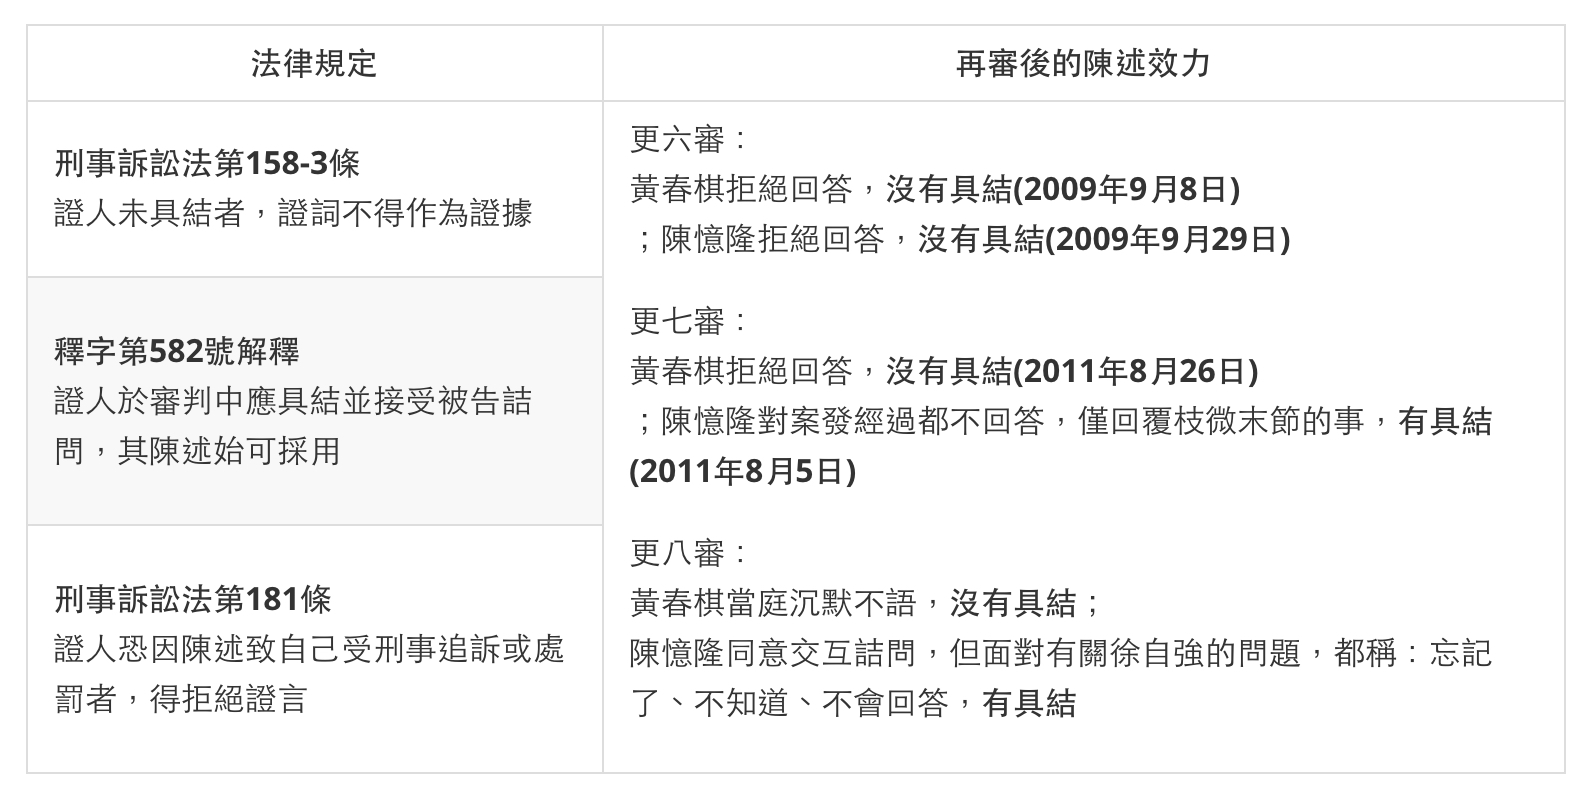 法律規定
再審後的陳述效力
刑事訴訟法第158-3條
證人未具結者，證詞不得作為證據
釋字第582號解釋
證人於審判中應具結並接受被告詰
問，其陳述始可採用
刑事訴訟法第181條
證人恐因陳述致自己受刑事追訴或處
罰者，得拒絕證言
更六審：
黃春棋拒絕回答，沒有具結(2009年9月8日)
；陳憶隆拒絕回答，沒有具結(2009年9月29日)
更七審：
黃春棋拒絕回答，沒有具結(2011年8月26日)
；陳憶隆對案發經過都不回答，僅回覆枝微末節的事，有具結
(2011年8月5日)
更八審：
黃春棋當庭沉默不語，沒有具結；
陳憶隆同意交互詰問，但面對有關徐自強的問題，都稱：忘記
了、不知道、不會回答，有具結